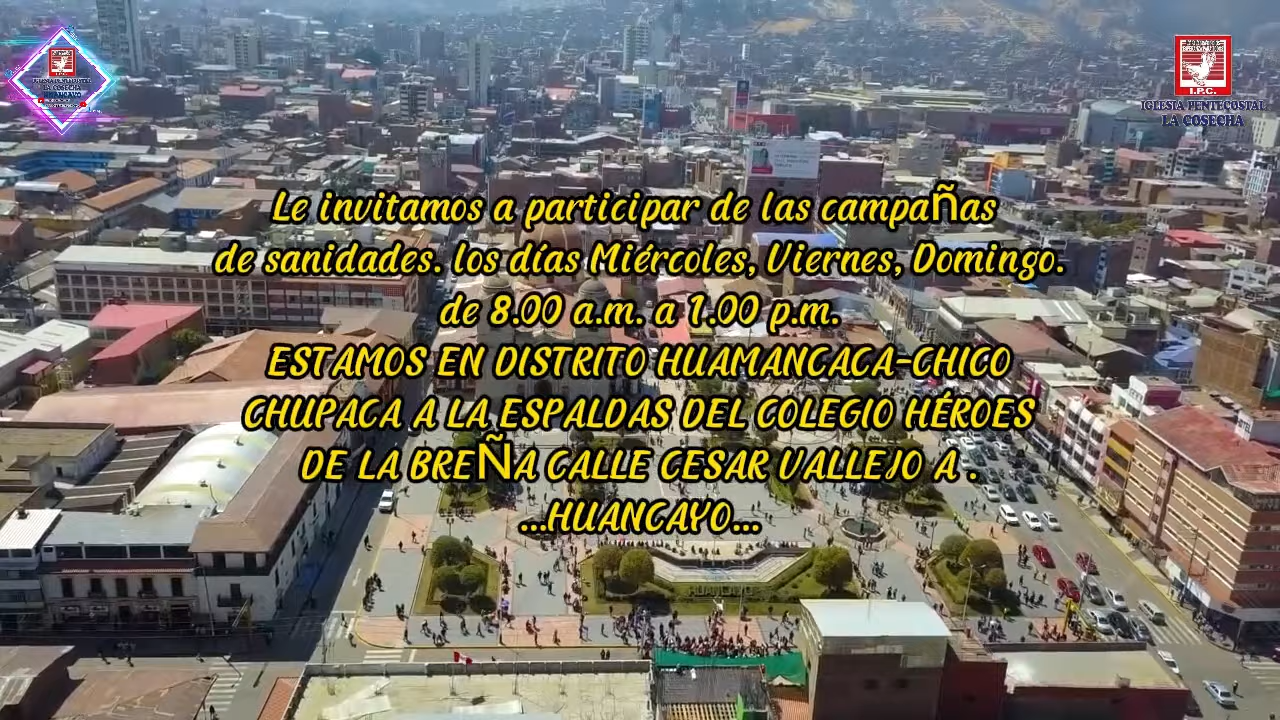 I.P.C.
IGLESIA PENTECOSTAL
LA COSECHA
Le invitamos a participar de las campañas
de sanidades. los días Miércoles, Viernes, Domingo.
de 8.00 a.m. a 1.00 p.m.
ESTAMOS EN DISTRITO HUAMANCACA-CHICO
CHUPACA A LA ESPALDAS DEL COLEGIO HÉROES
DE LA BREÑA CALLE CESAR VALLEJO A .
...HUANCAYO...
HUANCAYO